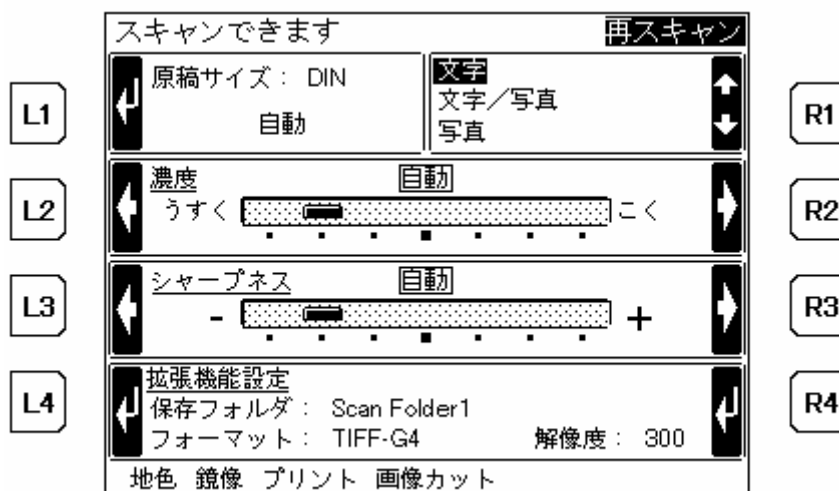 スキャンできます 再スキャン
L1 原稿サイズ： DIN 文字 R1
自動 文字／写真
写真
L2 濃度 自動 R2
うすく こく
L3 シャープネス 自動 R3
- +
L4 拡張機能設定 R4
保存フォルダ： Scan Folder1
フォーマット： TIFF-G4 解像度： 300
地色 鏡像 プリント 画像カット